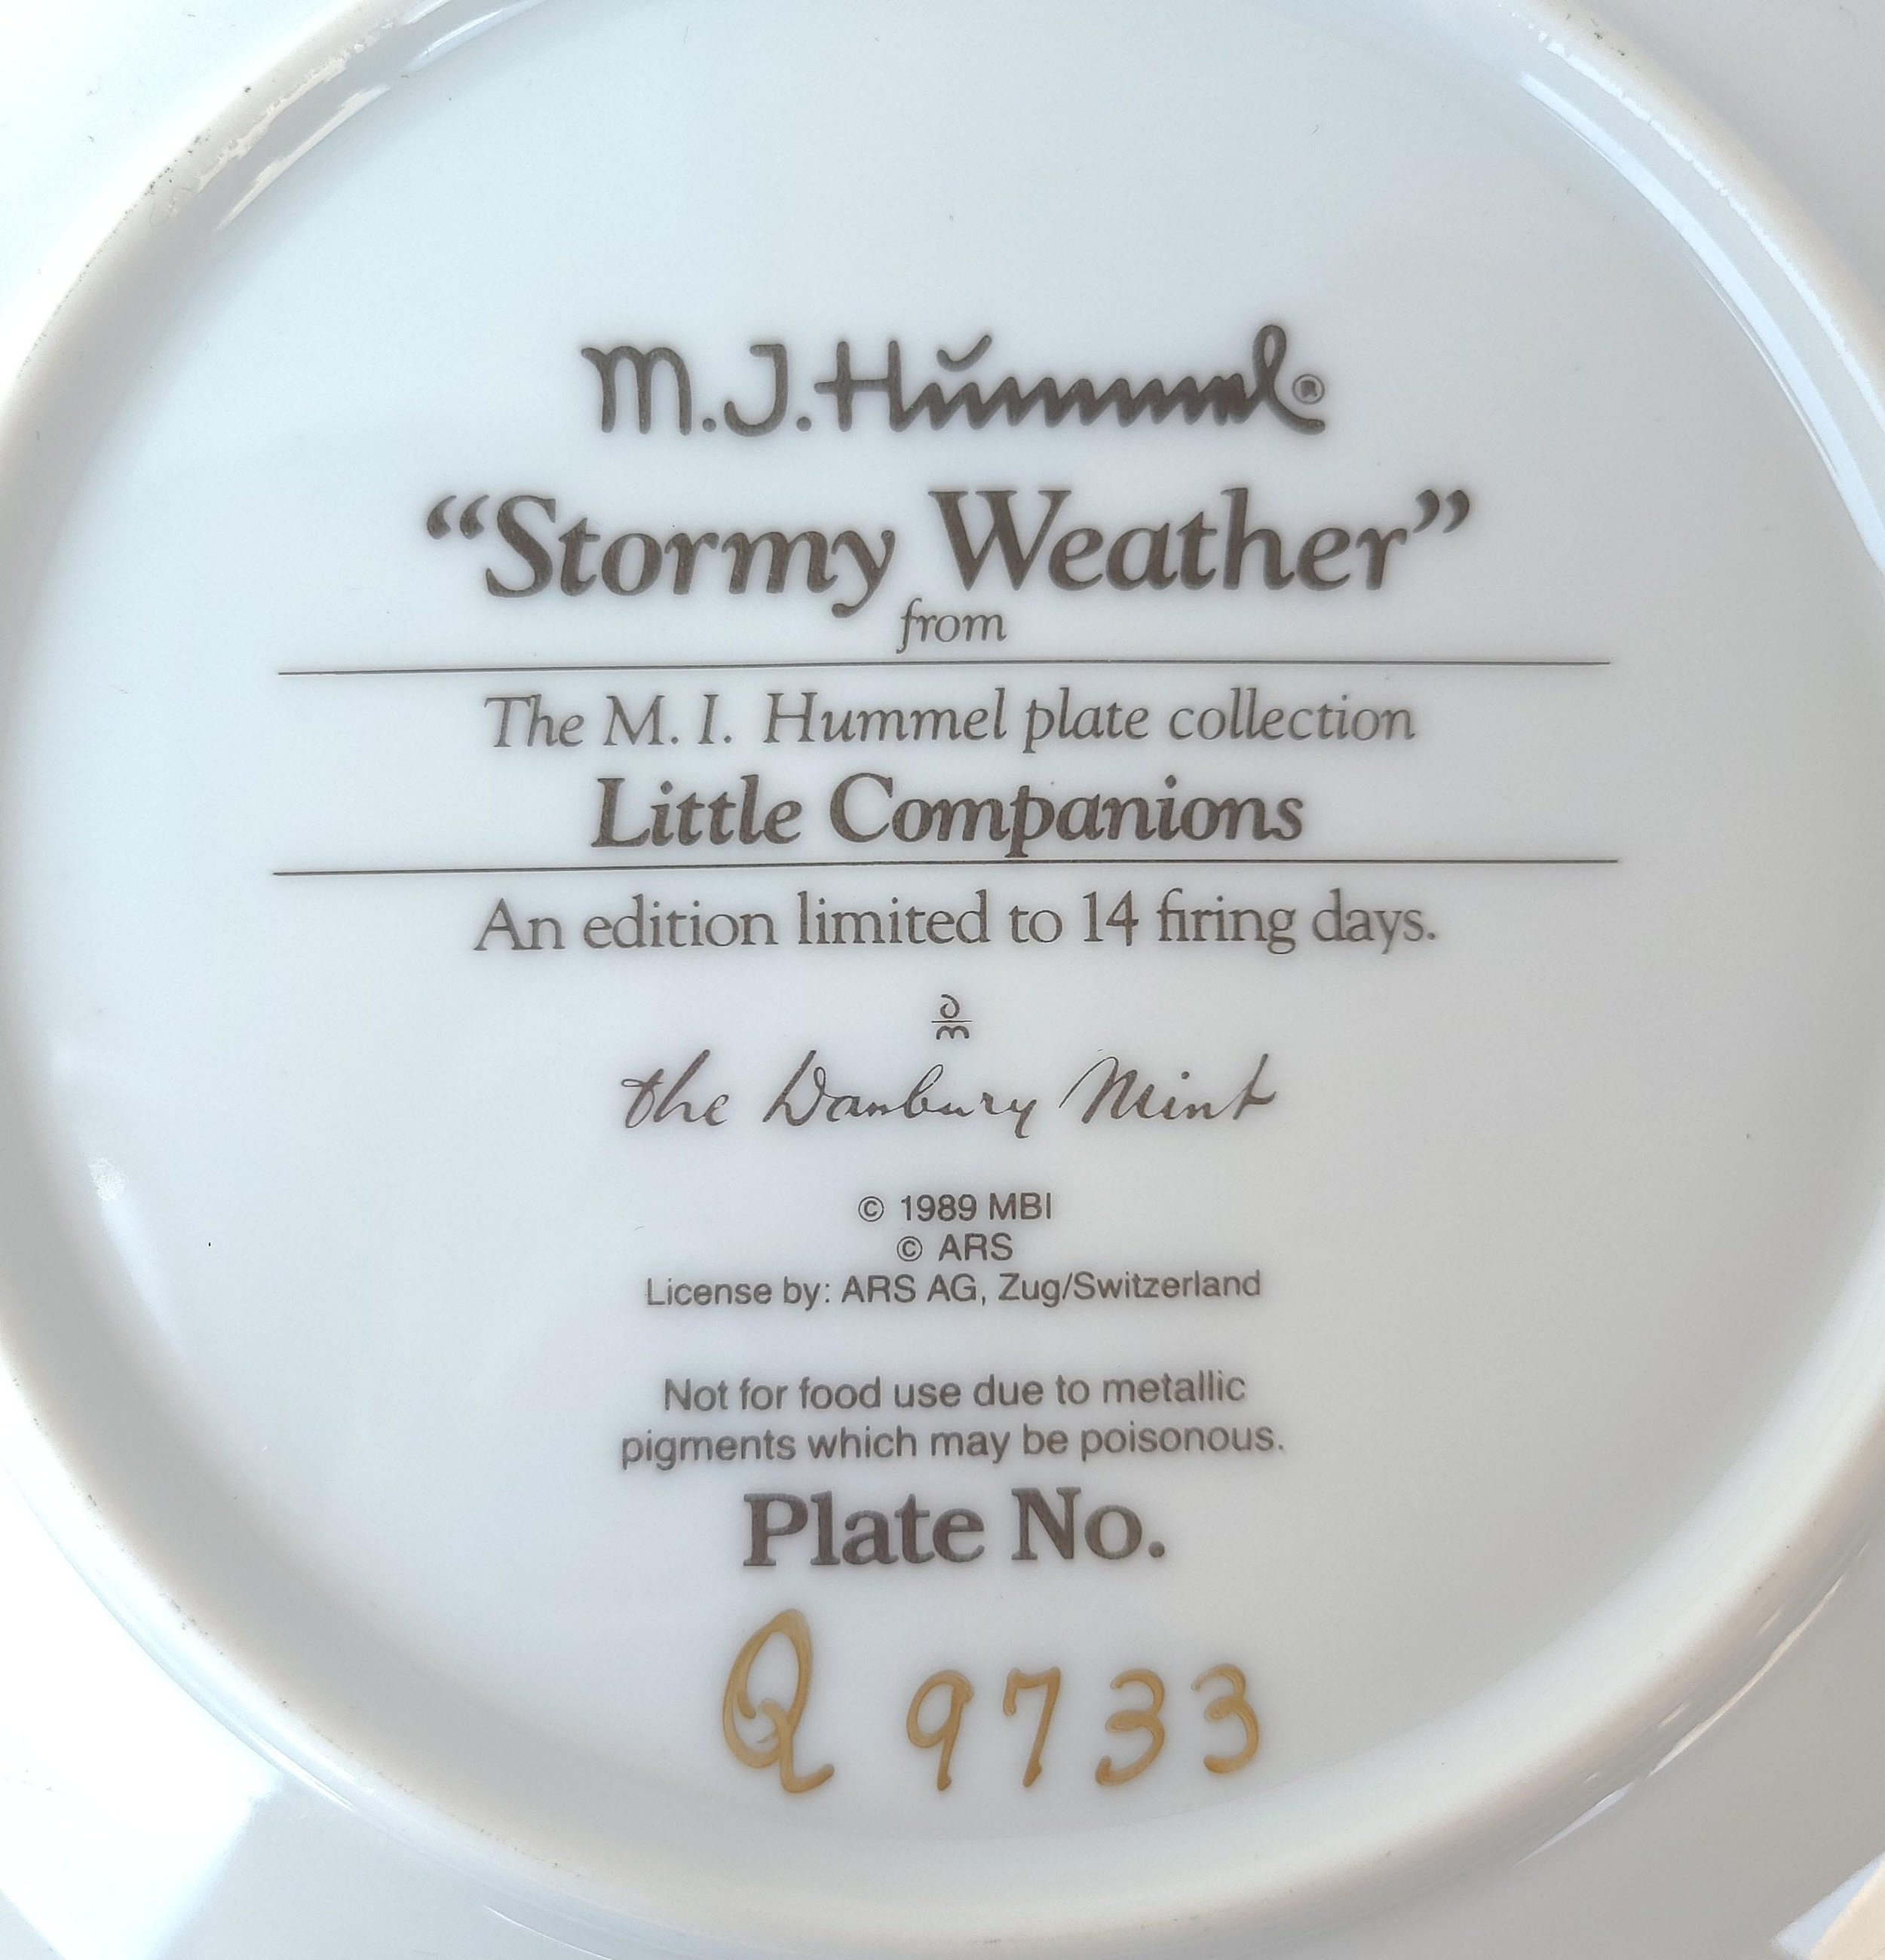 M.J. Hŭmmel®
“Stormy Weather”
from
The M. I. Hummel plate collection
Little Companions
An edition limited to 14 firing days.
dm
the Danbury Mint
© 1989 MBI
© ARS
License by: ARS AG, Zug/Switzerland
Not for food use due to metallic
pigments which may be poisonous.
Plate No.
Q 9733